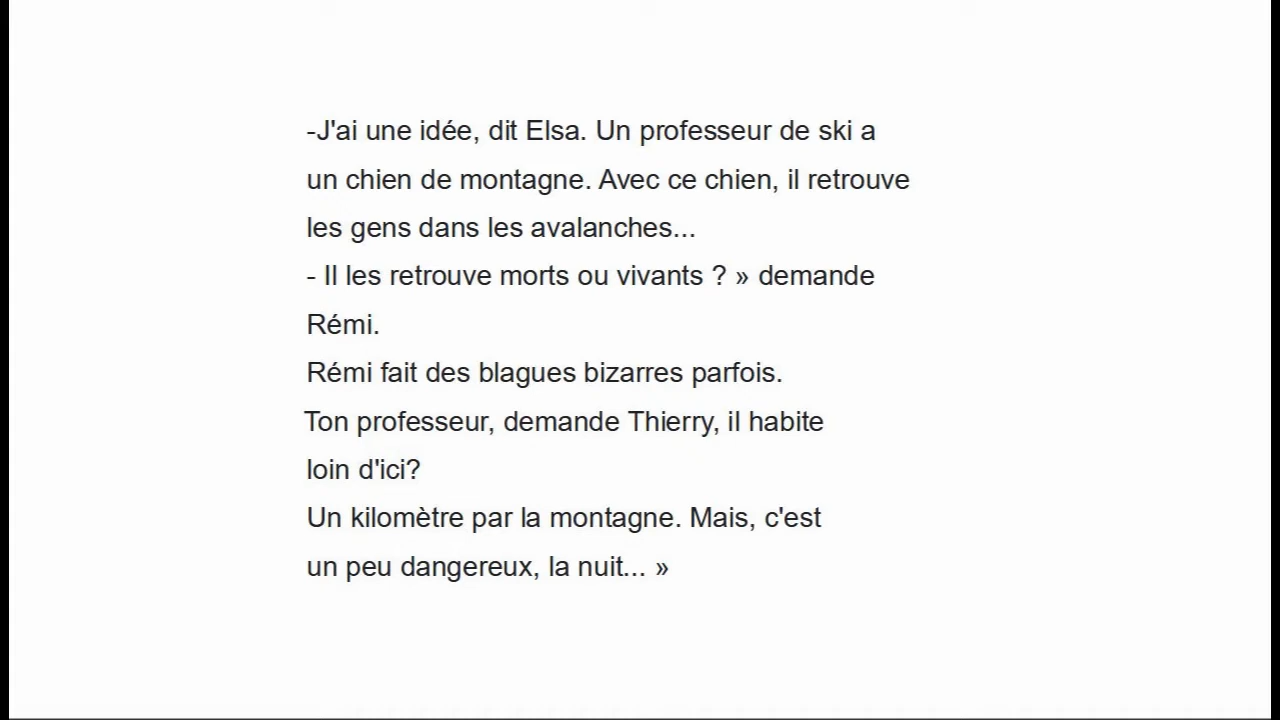 -J'ai une idée, dit Elsa. Un professeur de ski a
un chien de montagne. Avec ce chien, il retrouve
les gens dans les avalanches...
- Il les retrouve morts ou vivants ? » demande
Rémi.
Rémi fait des blagues bizarres parfois.
Ton professeur, demande Thierry, il habite
loin d'ici?
Un kilomètre par la montagne. Mais, c'est
un peu dangereux, la nuit... »